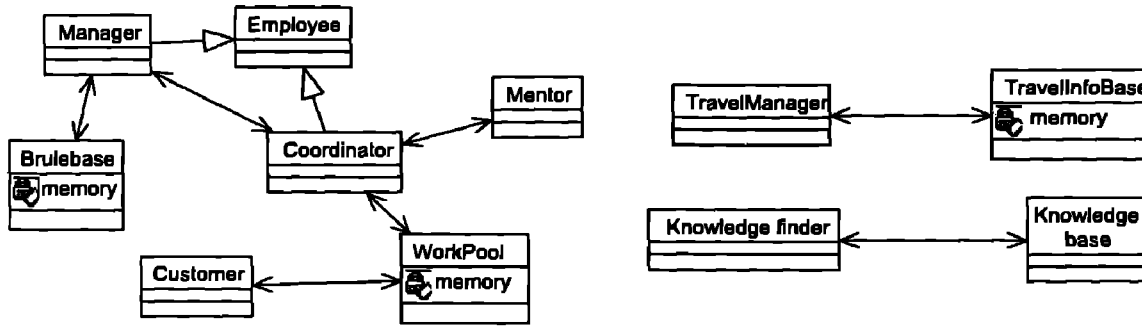 Manager
Employee
Mentor
Brulebase
memory
Coordinator
WorkPool
memory
Customer
TravelManager
TravelInfoBase
memory
Knowledge finder
Knowledge
base